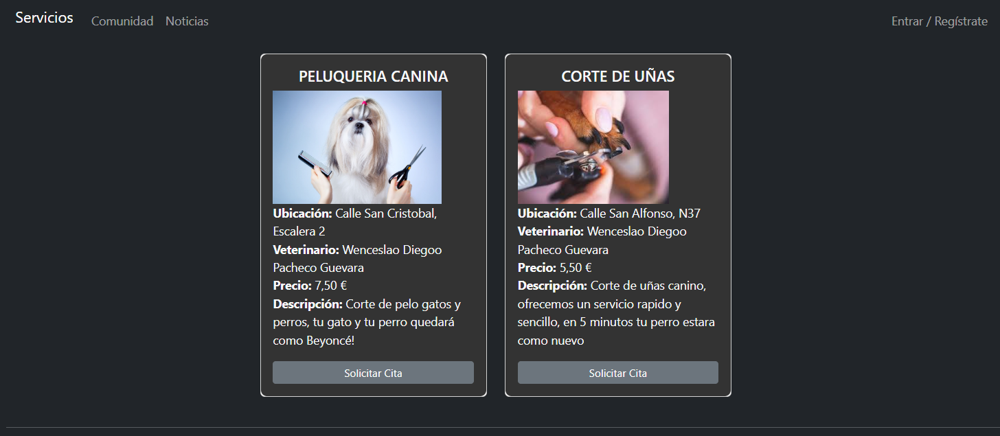 Servicios
Comunidad
Noticias
Entrar / Regístrate
PELUQUERIA CANINA
Ubicación: Calle San Cristobal,
Escalera 2
Veterinario: Wenceslao Diegoo
Pacheco Guevara
Precio: 7,50 €
Descripción: Corte de pelo gatos y
perros, tu gato y tu perro quedará
como Beyoncé!
Solicitar Cita
CORTE DE UÑAS
Ubicación: Calle San Alfonso, N37
Veterinario: Wenceslao Diegoo
Pacheco Guevara
Precio: 5,50 €
Descripción: Corte de uñas canino,
ofrecemos un servicio rapido y
sencillo, en 5 minutos tu perro estara
como nuevo
Solicitar Cita